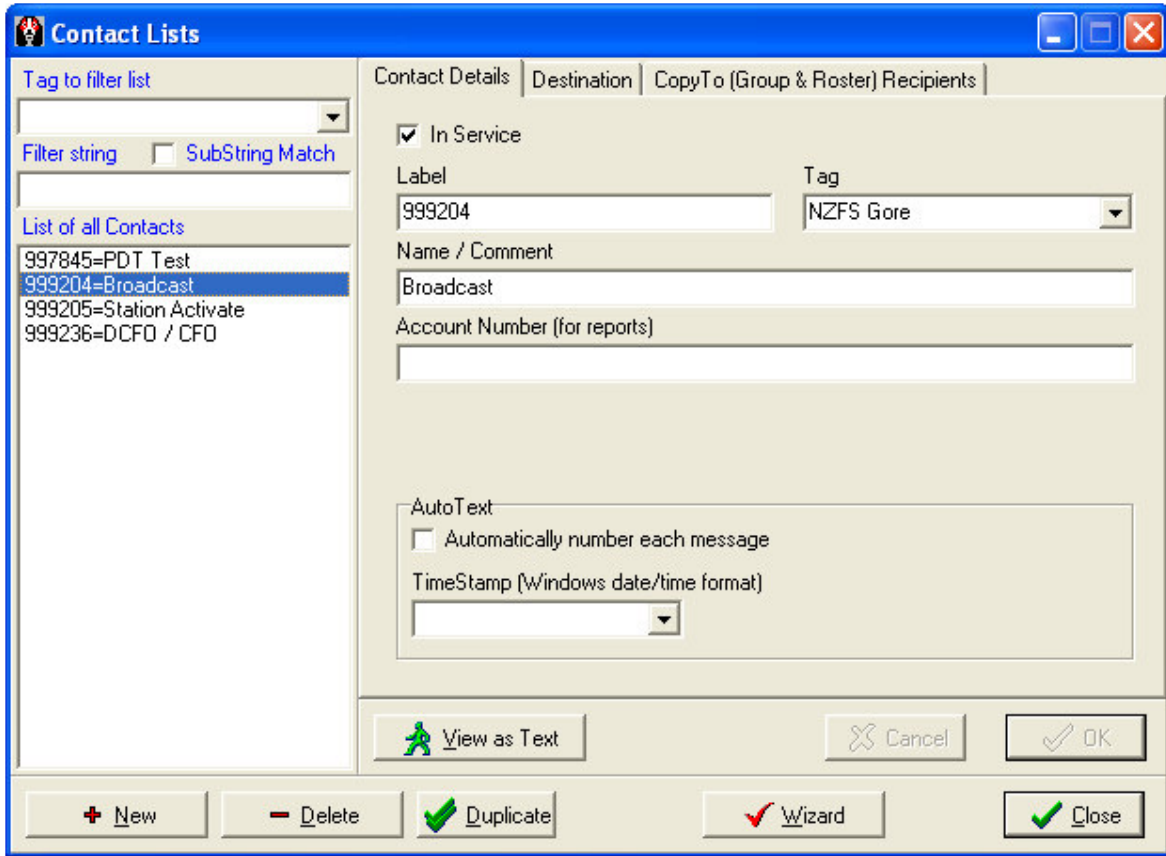 Contact Lists
Tag to filter list
Filter string SubString Match
List of all Contacts
997845=PDT Test
999204=Broadcast
999205=Station Activate
999236=DCFO / CFO
Contact Details Destination CopyTo (Group & Roster) Recipients
In Service
Label Tag
999204 NZFS Gore
Name / Comment
Broadcast
Account Number (for reports)
AutoText
Automatically number each message
TimeStamp (Windows date/time format)
View as Text Cancel OK
New Delete Duplicate Wizard Close